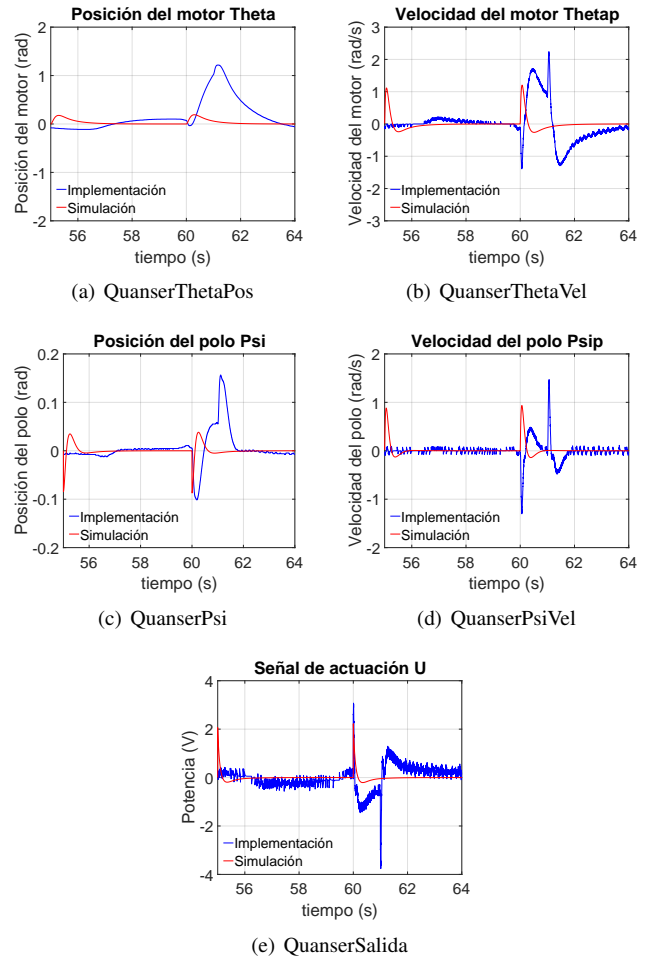 Posición del motor Theta
Posición del motor (rad)
2
1
0
-1
-2
Implementación
Simulación
56 58 60 62 64
tiempo (s)
(a) QuanserThetaPos
Velocidad del motor Thetap
Velocidad del motor (rad/s)
3
2
1
0
-1
-2
-3
Implementación
Simulación
56 58 60 62 64
tiempo (s)
(b) QuanserThetaVel
Posición del polo Psi
Posición del polo (rad)
0.2
0.1
0
-0.1
-0.2
Implementación
Simulación
56 58 60 62 64
tiempo (s)
(c) QuanserPsi
Velocidad del polo Psip
Velocidad del polo (rad/s)
2
1
0
-1
-2
Implementación
Simulación
56 58 60 62 64
tiempo (s)
(d) QuanserPsiVel
Señal de actuación U
Potencia (V)
4
2
0
-2
-4
Implementación
Simulación
56 58 60 62 64
tiempo (s)
(e) QuanserSalida